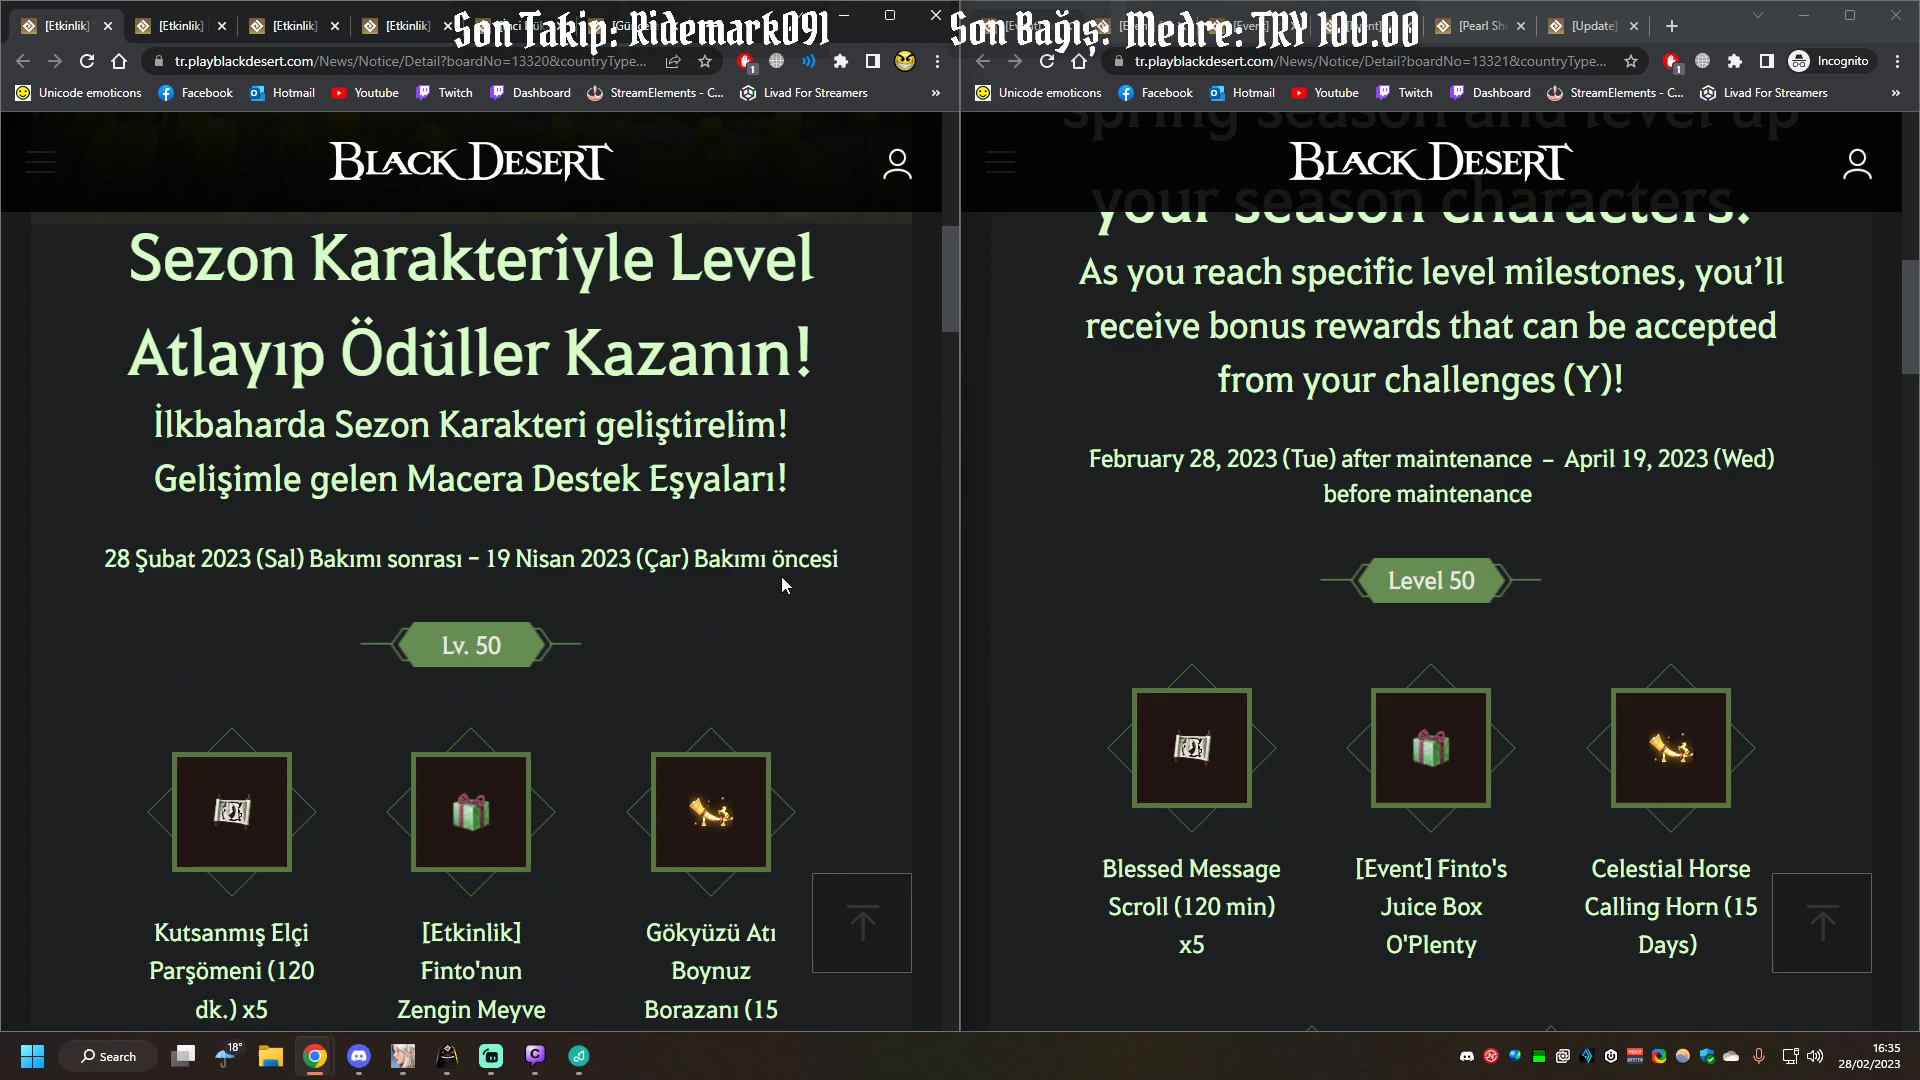 [Etkinlik]
[Etkinlik]
[Etkinlik]
[Etkinlik]
Son Takip: Ridemark091
Son Bağış: Medre: TRY 100.00
[Pearl Sh
[Update]
tr.playblackdesert.com/News/Notice/Detail?boardNo=13320&countryType...
tr.playblackdesert.com/News/Notice/Detail?boardNo=13321&countryType...
Incognito
Unicode emoticons
Facebook
Hotmail
Youtube
Twitch
Dashboard
StreamElements - C...
Livad For Streamers
»
Unicode emoticons
Facebook
Hotmail
Youtube
Twitch
Dashboard
StreamElements - C...
Livad For Streamers
»
BLACK DESERT
Sezon Karakteriyle Level
Atlayıp Ödüller Kazanın!
İlkbaharda Sezon Karakteri geliştirelim!
Gelişimle gelen Macera Destek Eşyaları!
28 Şubat 2023 (Sal) Bakımı sonrası – 19 Nisan 2023 (Çar) Bakımı öncesi
Lv. 50
Kutsanmış Elçi
Parşömeni (120
dk.) x5
[Etkinlik]
Finto'nun
Zengin Meyve
Gökyüzü Atı
Boynuz
Borazanı (15
spring season and level up
BLACK DESERT
your season characters.
As you reach specific level milestones, you’ll
receive bonus rewards that can be accepted
from your challenges (Y)!
February 28, 2023 (Tue) after maintenance – April 19, 2023 (Wed)
before maintenance
Level 50
Blessed Message
Scroll (120 min)
x5
[Event] Finto's
Juice Box
O'Plenty
Celestial Horse
Calling Horn (15
Days)
Search
18°
16:35
28/02/2023